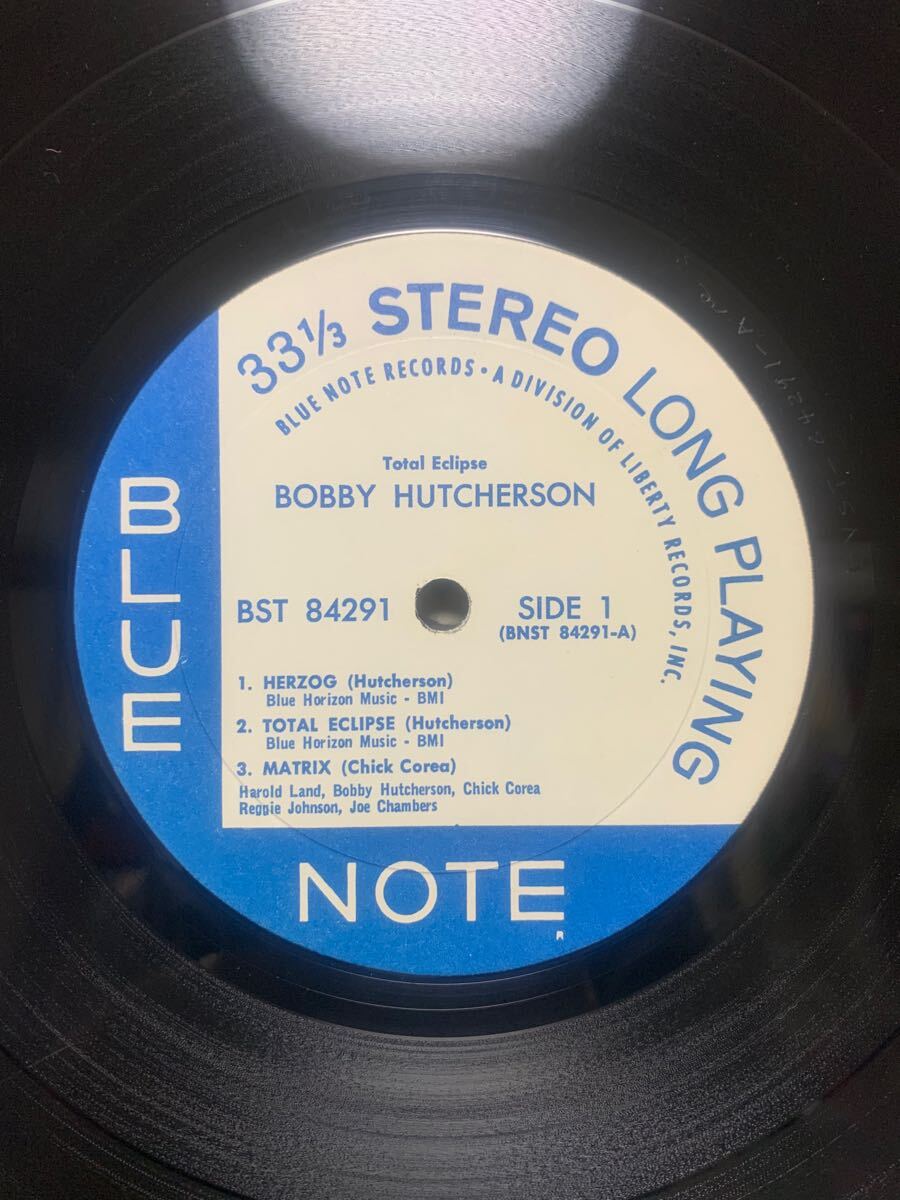 33⅓ STEREO LONG PLAYING
BLUE NOTE RECORDS • A DIVISION OF LIBERTY RECORDS, INC.
Total Eclipse
BOBBY HUTCHERSON
BST 84291
SIDE 1
(BNST 84291-A)
1. HERZOG (Hutcherson)
Blue Horizon Music - BMI
2. TOTAL ECLIPSE (Hutcherson)
Blue Horizon Music - BMI
3. MATRIX (Chick Corea)
Harold Land, Bobby Hutcherson, Chick Corea
Reggie Johnson, Joe Chambers
BLUE
NOTE
R